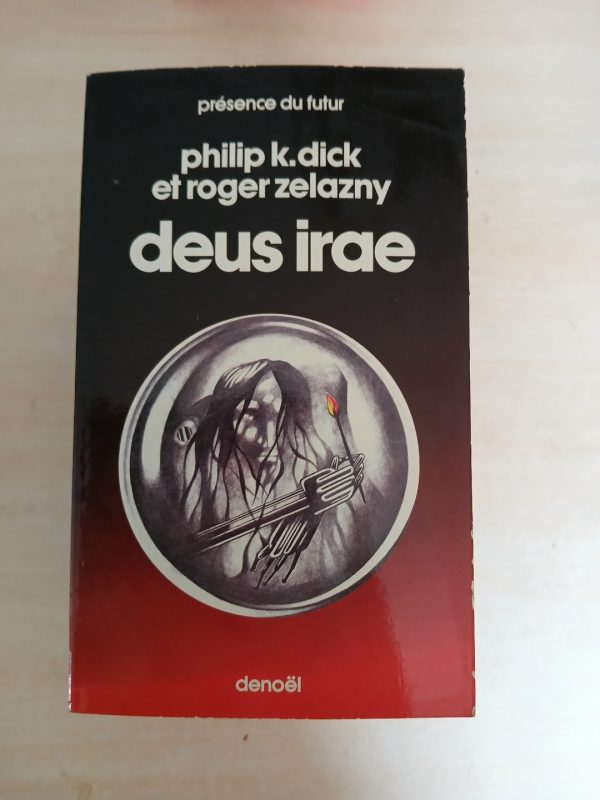 présence du futur
philip k.dick
et roger zelazny
deus irae
denoël